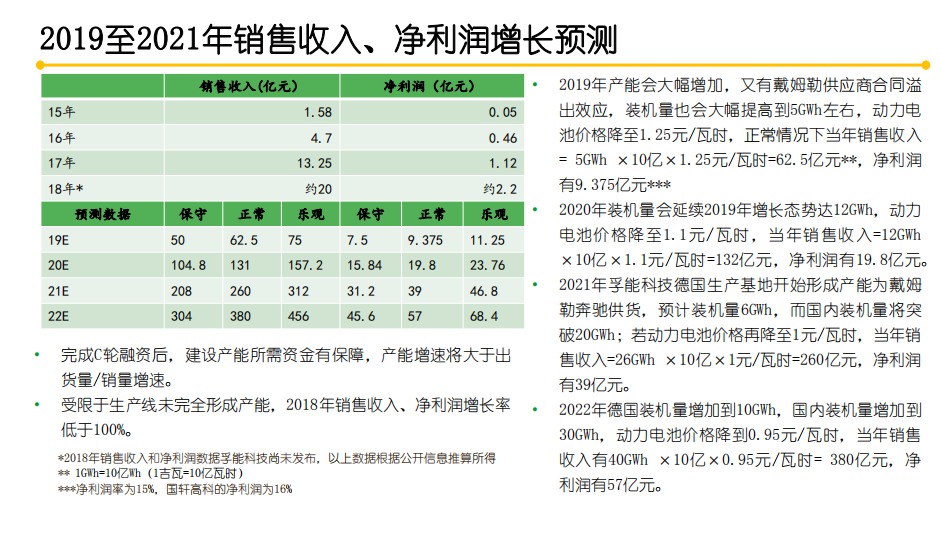 2019至2021年销售收入、净利润增长预测
销售收入(亿元) 净利润（亿元）
15年 1.58 0.05
16年 4.7 0.46
17年 13.25 1.12
18年* 约20 约2.2
预测数据 保守 正常 乐观 保守 正常 乐观
19E 50 62.5 75 7.5 9.375 11.25
20E 104.8 131 157.2 15.84 19.8 23.76
21E 208 260 312 31.2 39 46.8
22E 304 380 456 45.6 57 68.4
• 完成C轮融资后，建设产能所需资金有保障，产能增速将大于出
货量/销量增速。
• 受限于生产线未完全形成产能，2018年销售收入、净利润增长率
低于100%。
*2018年销售收入和净利润数据孚能科技尚未发布，以上数据根据公开信息推算所得
** 1GWh=10亿Wh（1吉瓦=10亿瓦时）
***净利润率为15%，国轩高科的净利润为16%
• 2019年产能会大幅增加，又有戴姆勒供应商合同溢
出效应，装机量也会大幅提高到5GWh左右，动力电
池价格降至1.25元/瓦时，正常情况下当年销售收入
= 5GWh ×10亿×1.25元/瓦时=62.5亿元**，净利润
有9.375亿元***
• 2020年装机量会延续2019年增长态势达12GWh，动力
电池价格降至1.1元/瓦时，当年销售收入=12GWh
×10亿×1.1元/瓦时=132亿元，净利润有19.8亿元。
• 2021年孚能科技德国生产基地开始形成产能为戴姆
勒奔驰供货，预计装机量6GWh，而国内装机量将突
破20GWh；若动力电池价格再降至1元/瓦时，当年销
售收入=26GWh ×10亿×1元/瓦时=260亿元，净利润
有39亿元。
• 2022年德国装机量增加到10GWh，国内装机量增加到
30GWh，动力电池价格降到0.95元/瓦时，当年销售
收入有40GWh ×10亿×0.95元/瓦时= 380亿元，净
利润有57亿元。